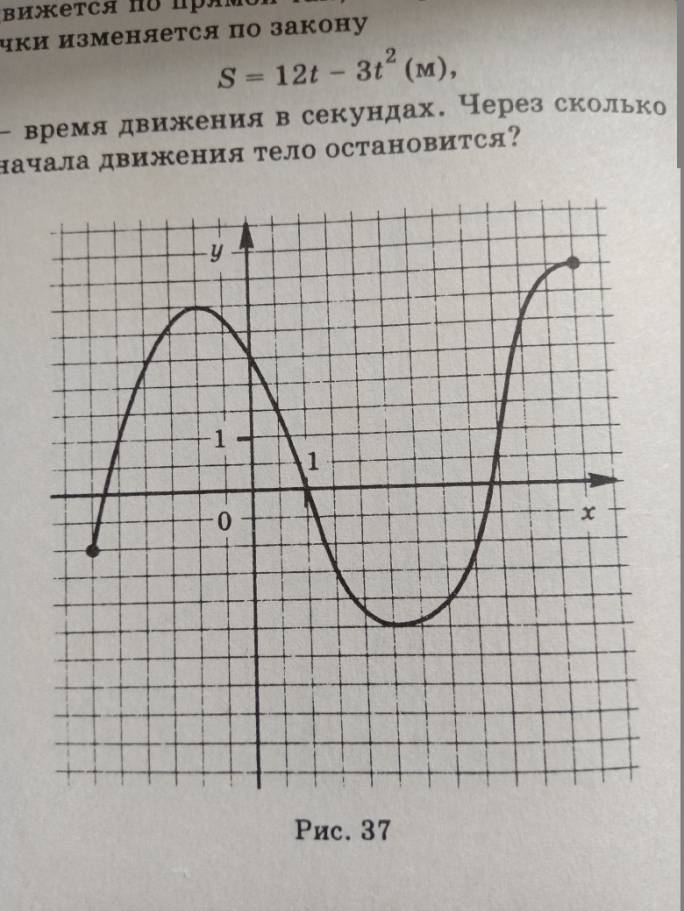 движется по прямой
чки изменяется по закону
S = 12t − 3t² (м),
– время движения в секундах. Через сколько
начала движения тело остановится?
y
1
1
0
x
Рис. 37